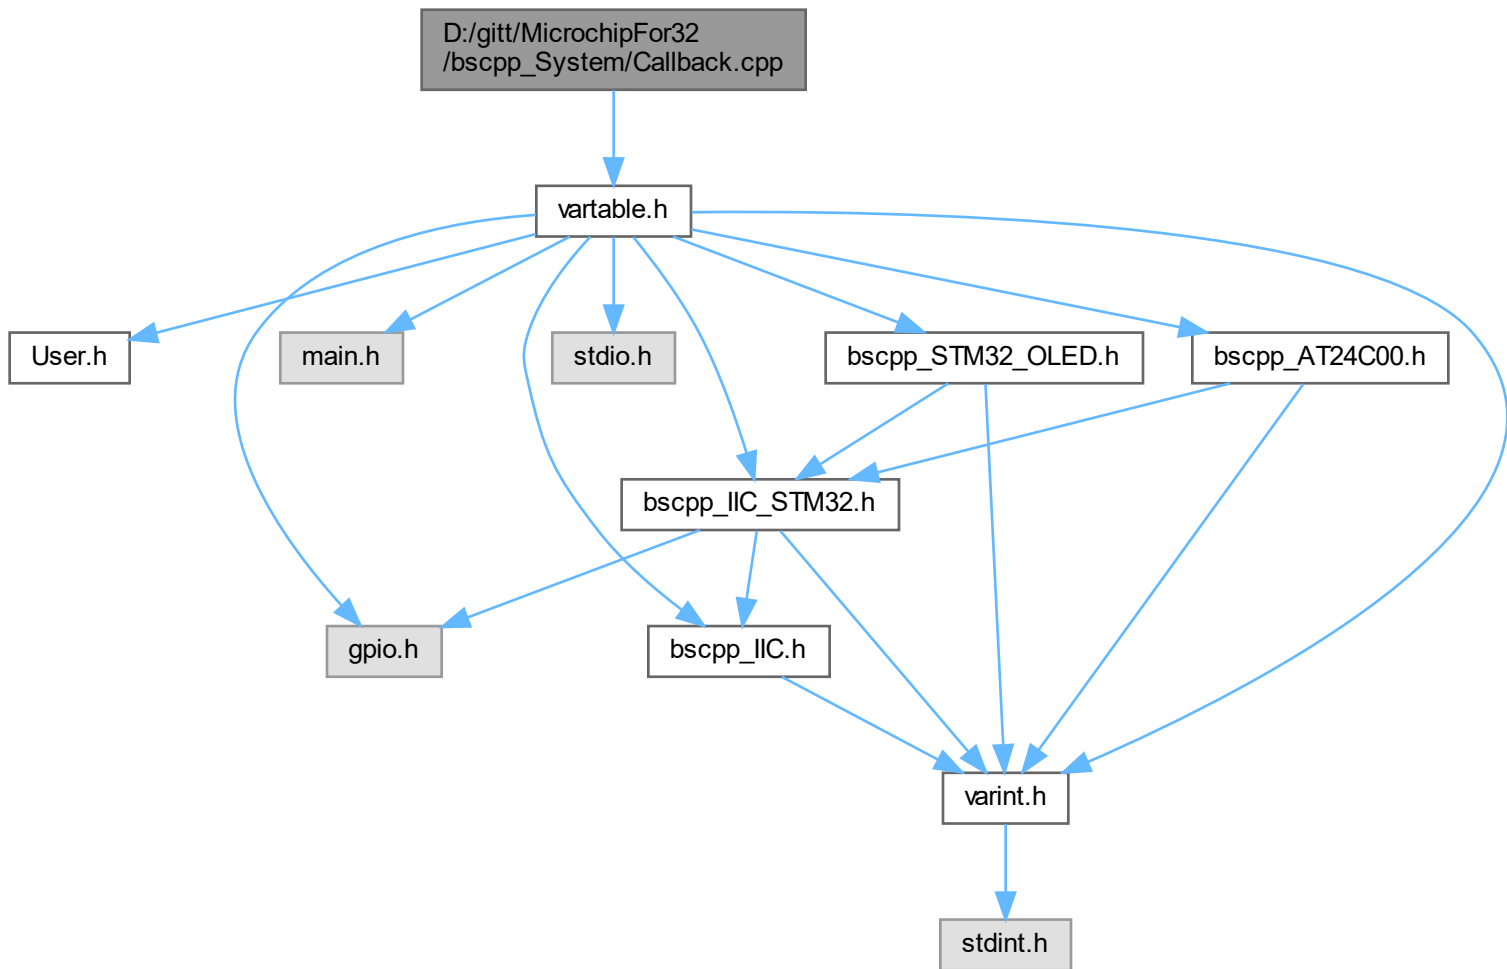 D:/gitt/MicrochipFor32
/bscpp_System/Callback.cpp
vartable.h
User.h
main.h
stdio.h
bscpp_STM32_OLED.h
bscpp_AT24C00.h
bscpp_IIC_STM32.h
gpio.h
bscpp_IIC.h
varint.h
stdint.h